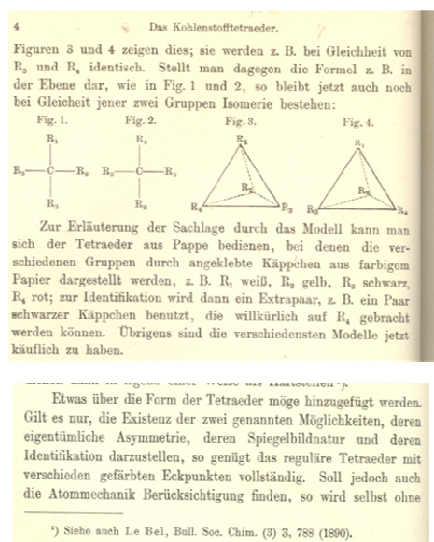 4 Das Kohlenstofftetraeder.
Figuren 3 und 4 zeigen dies; sie werden z. B. bei Gleichheit von
R₃ und R₄ identisch. Stellt man dagegen die Formel z. B. in
der Ebene dar, wie in Fig. 1 und 2, so bleibt jetzt auch noch
bei Gleicheit jener zwei Gruppen Isomerie bestehen:
Fig. 1. Fig. 2. Fig. 3. Fig. 4.
R₁ R₁ R₁ R₁
C C
Zur Erläuterung der Sachlage durch das Modell kann man
sich der Tetraeder aus Pappe bedienen, bei denen die ver-
schiedenen Gruppen durch angeklebte Käppchen aus farbigem
Papier dargestellt werden, z. B. R₁ weiß, R₂ gelb, R₃ schwarz,
R₄ rot; zur Identifikation wird dann ein Extrapaar, z. B. ein Paar
schwarzer Käppchen benutzt, die willkürlich auf R₄ gebracht
werden können. Übrigens sind die verschiedensten Modelle jetzt
käuflich zu haben.
Etwas über die Form der Tetraeder möge hinzugefügt werden.
Gilt es nur, die Existenz der zwei genannten Möglichkeiten, deren
eigentümliche Asymmetrie, deren Spiegelbildnatur und deren
Identifikation darzustellen, so genügt das reguläre Tetraeder mit
verschieden gefärbten Eckpunkten vollständig. Soll jedoch auch
die Atommechanik Berücksichtigung finden, so wird selbst ohne
¹) Siehe auch Le Bel, Bull. Soc. Chim. (3) 3, 788 (1890).